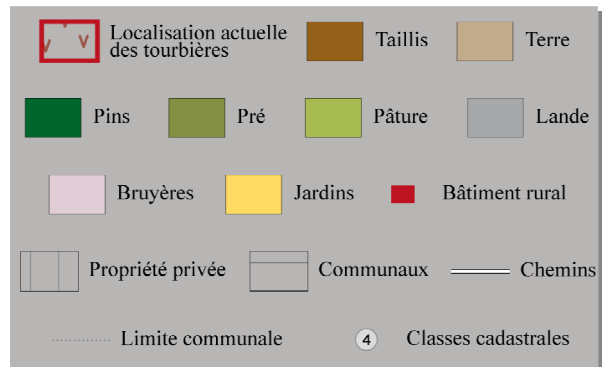 Localisation actuelle
des tourbières
Taillis
Terre
Pins
Pré
Pâture
Lande
Bruyères
Jardins
Bâtiment rural
Propriété privée
Communaux
Chemins
Limite communale
4
Classes cadastrales